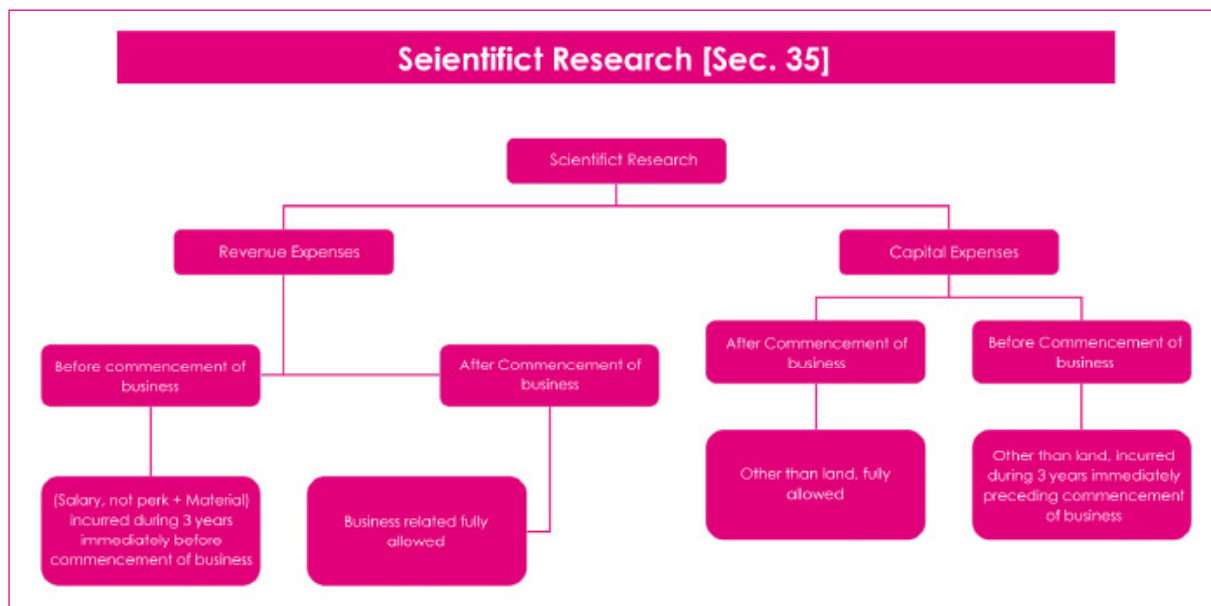 Seientifict Research [Sec. 35]
Scientifict Research
Revenue Expenses
Capital Expenses
Before commencement of
business
After Commencement of
business
After Commencement of
business
Before Commencement of
business
(Salary, not perk + Material)
incurred during 3 years
immediately before
commencement of business
Business related fully
allowed
Other than land, fully
allowed
Other than land, incurred
during 3 years immediately
preceding commencement
of business